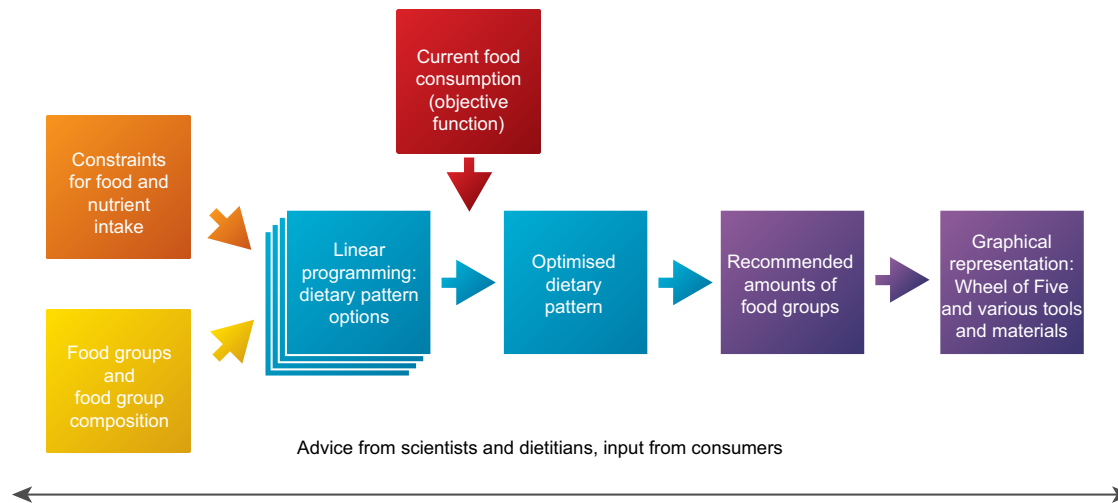 Current food
consumption
(objective
function)
Constraints
for food and
nutrient
intake
Food groups
and
food group
composition
Linear
programming:
dietary pattern
options
Optimised
dietary
pattern
Recommended
amounts of
food groups
Graphical
representation:
Wheel of Five
and various tools
and materials
Advice from scientists and dietitians, input from consumers